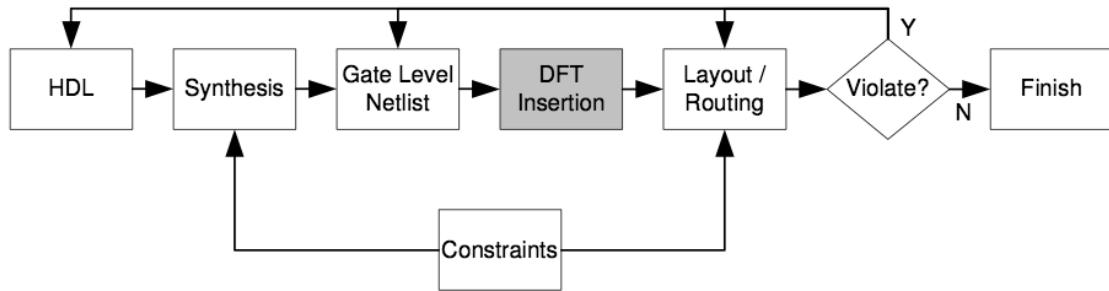 Y
HDL
Synthesis
Gate Level
Netlist
DFT
Insertion
Layout /
Routing
Violate?
N
Finish
Constraints